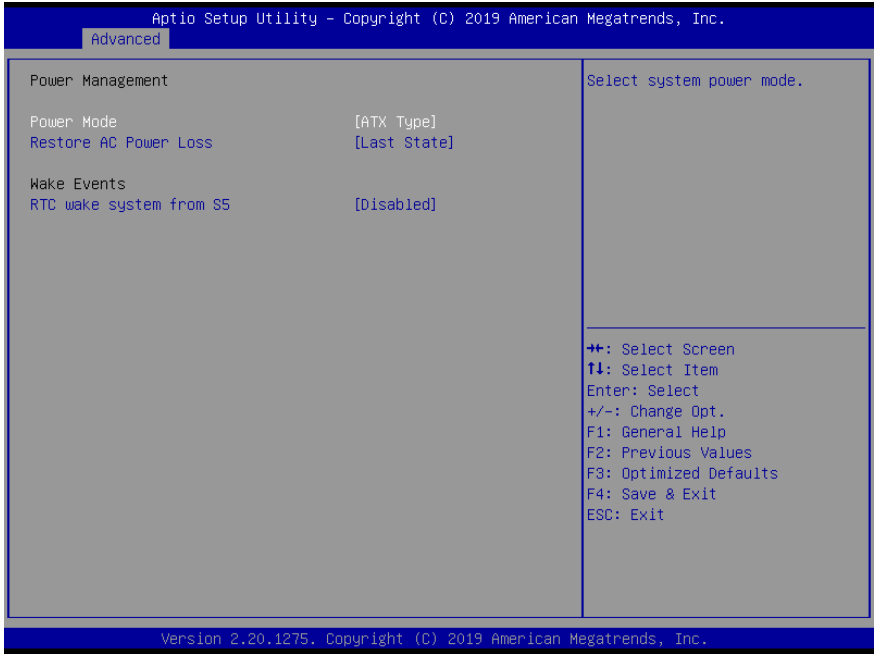 Aptio Setup Utility – Copyright (C) 2019 American Megatrends, Inc.
Advanced
Power Management
Power Mode [ATX Type]
Restore AC Power Loss [Last State]
Wake Events
RTC wake system from S5 [Disabled]
Select system power mode.
→←: Select Screen
↑↓: Select Item
Enter: Select
+/-: Change Opt.
F1: General Help
F2: Previous Values
F3: Optimized Defaults
F4: Save & Exit
ESC: Exit
Version 2.20.1275. Copyright (C) 2019 American Megatrends, Inc.